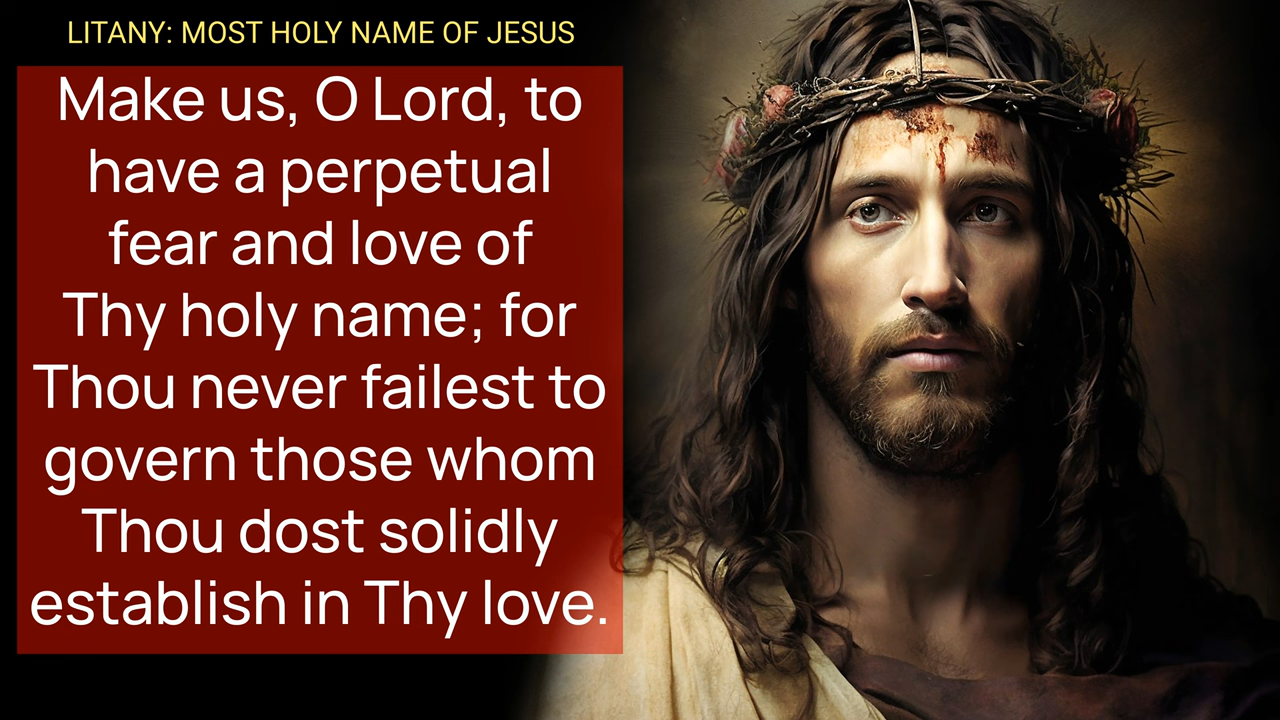 LITANY: MOST HOLY NAME OF JESUS
Make us, O Lord, to
have a perpetual
fear and love of
Thy holy name; for
Thou never failest to
govern those whom
Thou dost solidly
establish in Thy love.